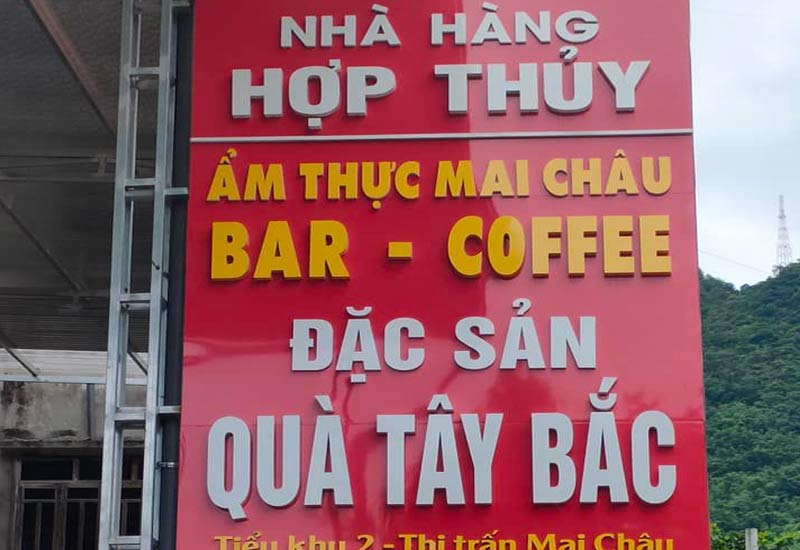 NHÀ HÀNG
HỢP THỦY
ẨM THỰC MAI CHÂU
BAR - COFFEE
ĐẶC SẢN
QUÀ TÂY BẮC
Tiểu khu 2 - Thị trấn Mai Châu